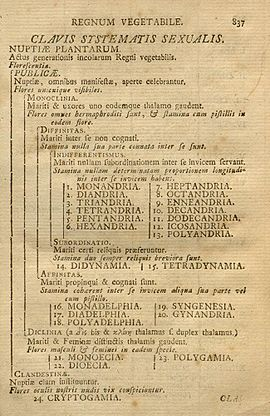 REGNUM VEGETABILE. 837
CLAVIS SYSTEMATIS SEXUALIS.
NUPTIÆ PLANTARUM.
Actus generationis incolarum Regni vegetabilis.
Florescentia.
PUBLICÆ.
Nuptiæ, omnibus manifestæ, aperte celebrantur.
Flores unicuique visibiles.
MONOCLINIA.
Mariti & uxores uno eodemque thalamo gaudent.
Flores omnes hermaphroditi sunt, & stamina cum pistillis in
eodem flore.
DIFFINITAS.
Mariti inter se non cognati.
Stamina nulla sua parte connata inter se sunt.
INDIFFERENTISMUS.
Mariti nullam subordinationem inter se invicem servant.
Stamina nullam determinatam proportionem longitudi-
nis inter se invicem habent.
1. MONANDRIA. 7. HEPTANDRIA.
2. DIANDRIA. 8. OCTANDRIA.
3. TRIANDRIA. 9. ENNEANDRIA.
4. TETRANDRIA. 10. DECANDRIA.
5. PENTANDRIA. 11. DODECANDRIA.
6. HEXANDRIA. 12. ICOSANDRIA.
13. POLYANDRIA.
SUBORDINATIO.
Mariti certi reliquis præferuntur.
Stamina duo semper reliquis breviora sunt.
14. DIDYNAMIA. 15. TETRADYNAMIA.
AFFINITAS.
Mariti propinqui & cognati sunt.
Stamina cohærent inter se invicem aliqua sua parte vel
cum pistillo.
16. MONADELPHIA. 19. SYNGENESIA.
17. DIADELPHIA. 20. GYNANDRIA.
18. POLYADELPHIA.
DICLINIA (a δις bis & κλίνη thalamus s. duplex thalamus.)
Mariti & Feminæ distinctis thalamis gaudent.
Flores masculi & feminei in eadem specie.
21. MONOECIA. 23. POLYGAMIA.
22. DIOECIA.
CLANDESTINÆ.
Nuptiæ clam instituuntur.
Flores oculis nostris nudis vix conspiciuntur.
24. CRYPTOGAMIA.
CLA-